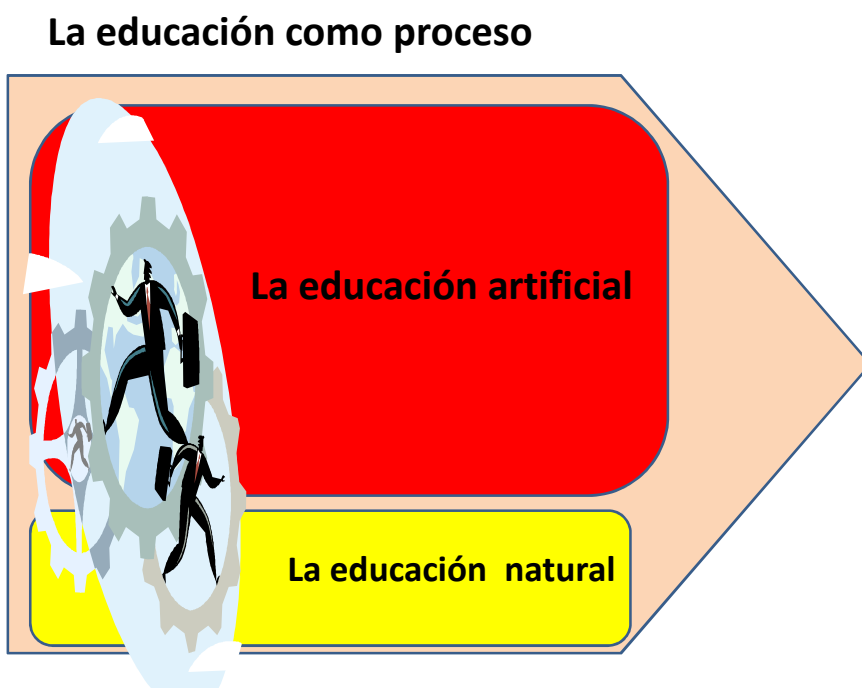 La educación como proceso
La educación artificial
La educación natural